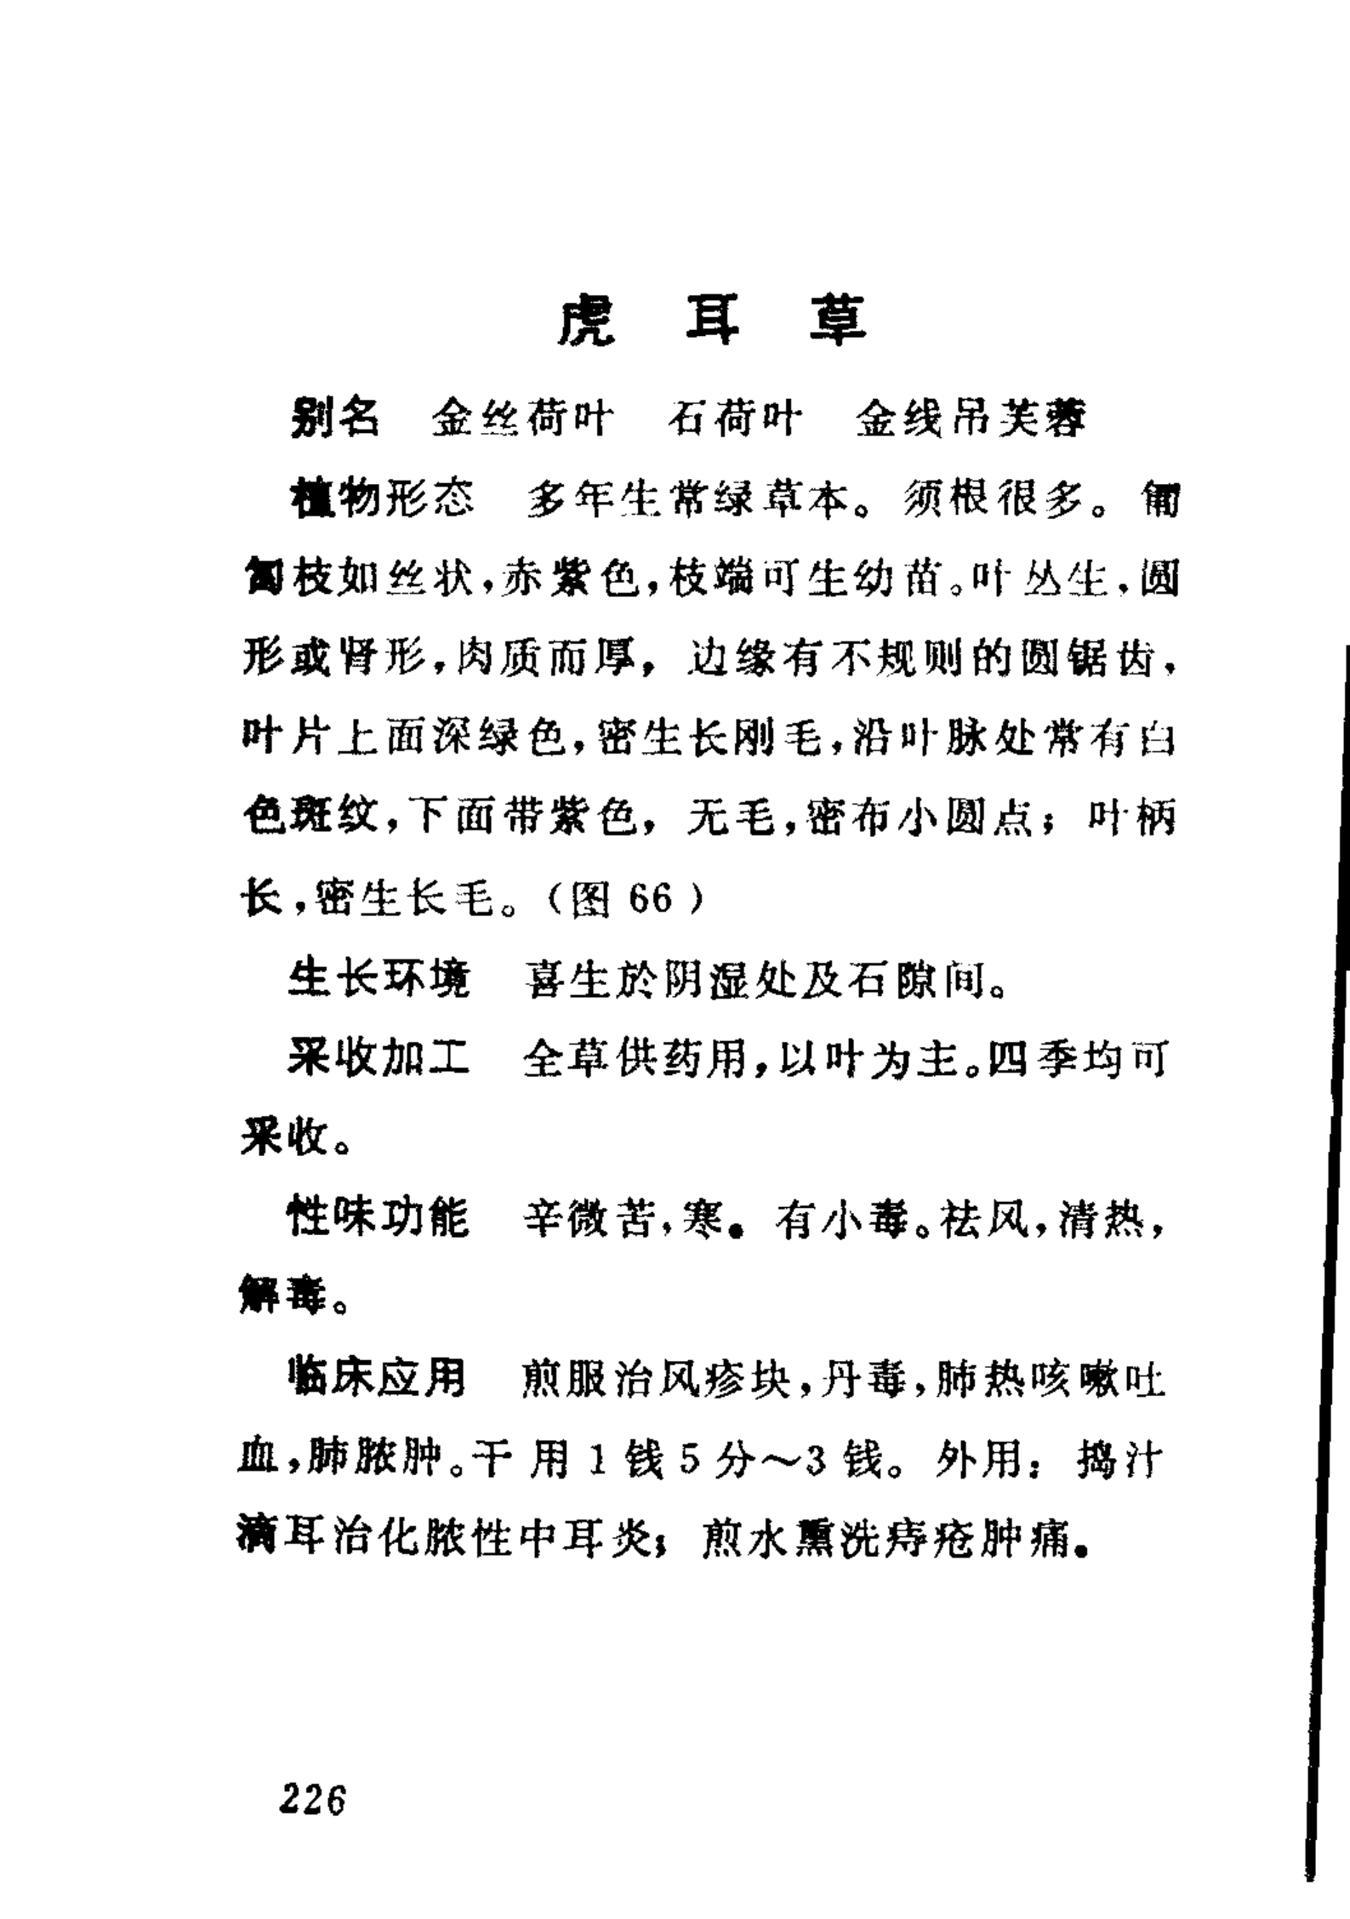 虎耳草
别名 金丝荷叶 石荷叶 金线吊芙蓉
植物形态 多年生常绿草本。须根很多。匍
匐枝如丝状，赤紫色，枝端可生幼苗。叶丛生，圆
形或肾形，肉质而厚，边缘有不规则的圆锯齿，
叶片上面深绿色，密生长刚毛，沿叶脉处常有白
色斑纹，下面带紫色，无毛，密布小圆点；叶柄
长，密生长毛。（图 66）
生长环境 喜生於阴湿处及石隙间。
采收加工 全草供药用，以叶为主。四季均可
采收。
性味功能 辛微苦，寒。有小毒。祛风，清热，
解毒。
临床应用 煎服治风疹块，丹毒，肺热咳嗽吐
血，肺脓肿。干用1钱5分～3钱。外用：捣汁
滴耳治化脓性中耳炎；煎水熏洗痔疮肿痛。
226